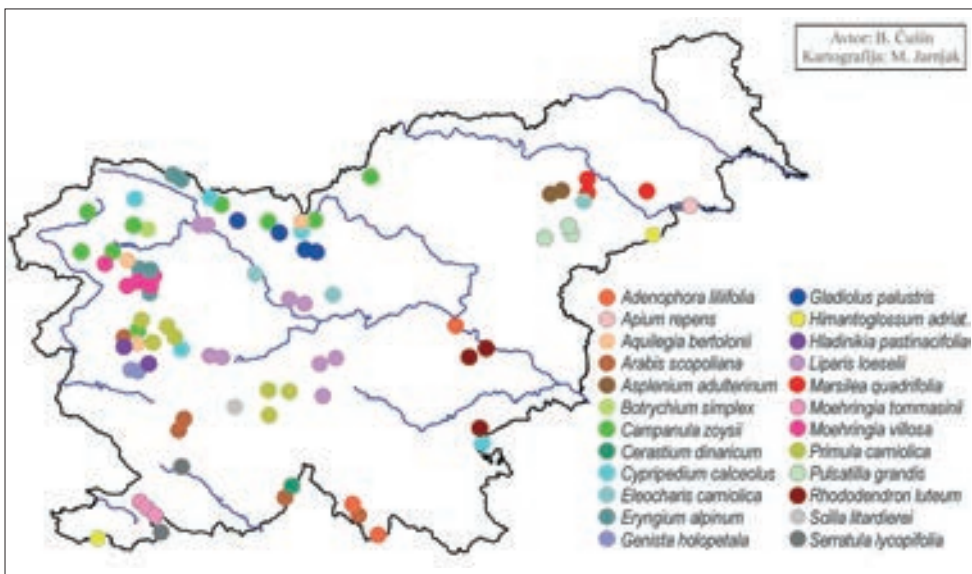 Avtor: B. Čušin
Kartografija: M. Jarnjak
Adenophora liliifolia
Apium repens
Aquilegia bertolonii
Arabis scopoliana
Asplenium adulterinum
Botrychium simplex
Campanula zoysii
Cerastium dinaricum
Cypripedium calceolus
Eleocharis carniolica
Eryngium alpinum
Genista holopetala
Gladiolus palustris
Himantoglossum adriat.
Hladnikia pastinacifolia
Liparis loeselii
Marsilea quadrifolia
Moehringia tommasinii
Moehringia villosa
Primula carniolica
Pulsatilla grandis
Rhododendron luteum
Scilla litardierei
Serratula lycopifolia